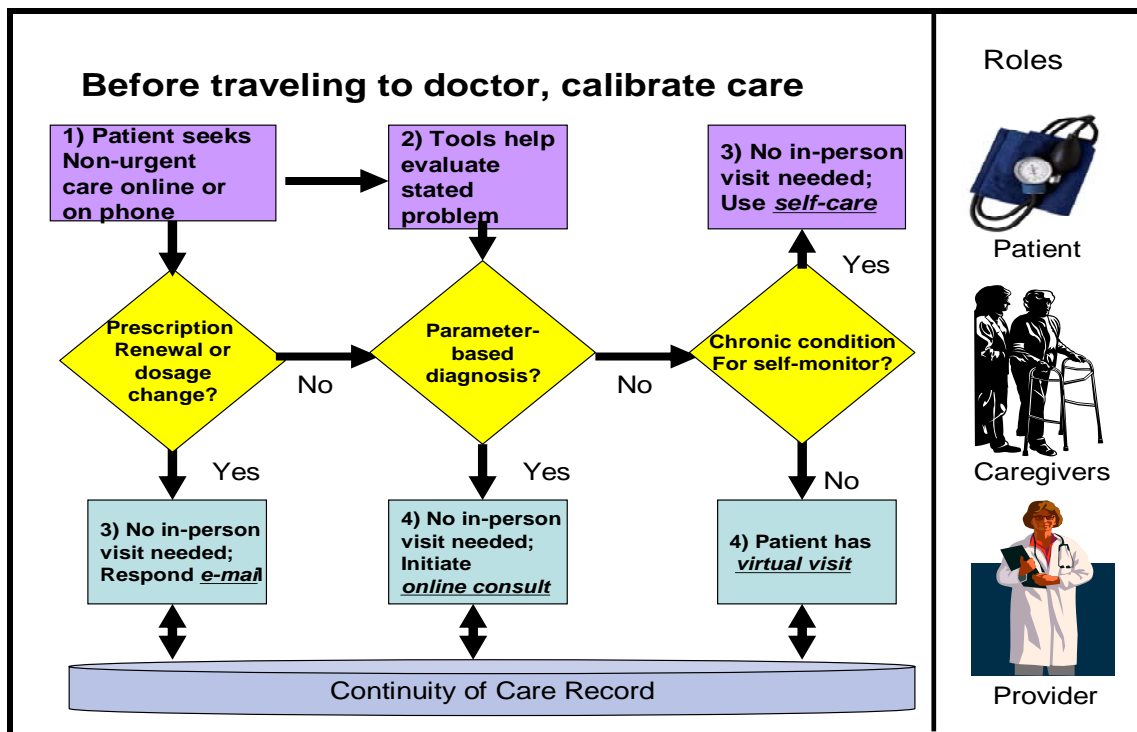 Before traveling to doctor, calibrate care
1) Patient seeks
Non-urgent
care online or
on phone
2) Tools help
evaluate
stated
problem
3) No in-person
visit needed;
Use self-care
Yes
Prescription
Renewal or
dosage
change?
No
Parameter-
based
diagnosis?
No
Chronic condition
For self-monitor?
Yes
Yes
No
3) No in-person
visit needed;
Respond e-mail
4) No in-person
visit needed;
Initiate
online consult
4) Patient has
virtual visit
Continuity of Care Record
Roles
Patient
Caregivers
Provider